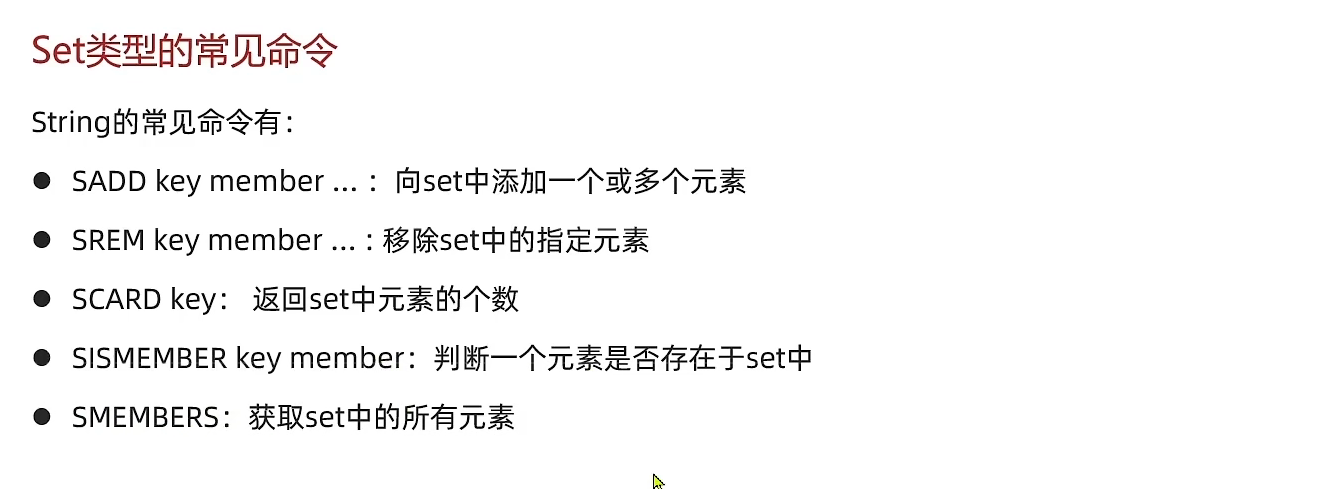 Set类型的常见命令
String的常见命令有：
● SADD key member ... ：向set中添加一个或多个元素
● SREM key member ... : 移除set中的指定元素
● SCARD key： 返回set中元素的个数
● SISMEMBER key member：判断一个元素是否存在于set中
● SMEMBERS：获取set中的所有元素